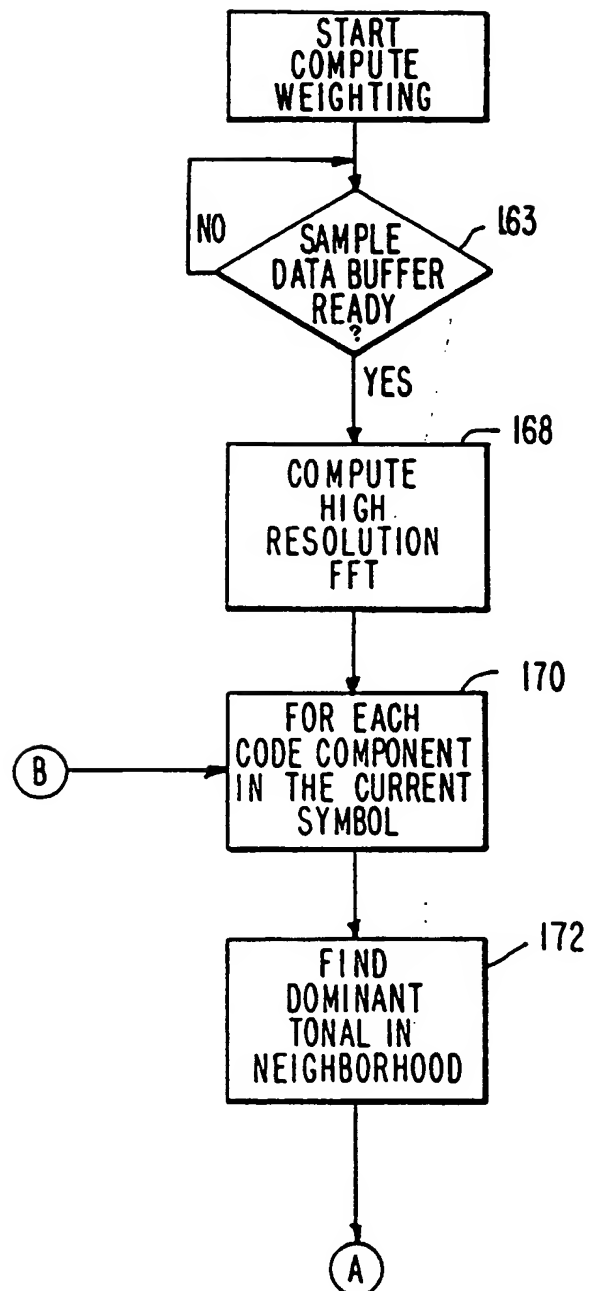 START
COMPUTE
WEIGHTING
NO
163
SAMPLE
DATA BUFFER
READY
?
YES
168
COMPUTE
HIGH
RESOLUTION
FFT
170
FOR EACH
CODE COMPONENT
IN THE CURRENT
SYMBOL
B
172
FIND
DOMINANT
TONAL IN
NEIGHBORHOOD
A